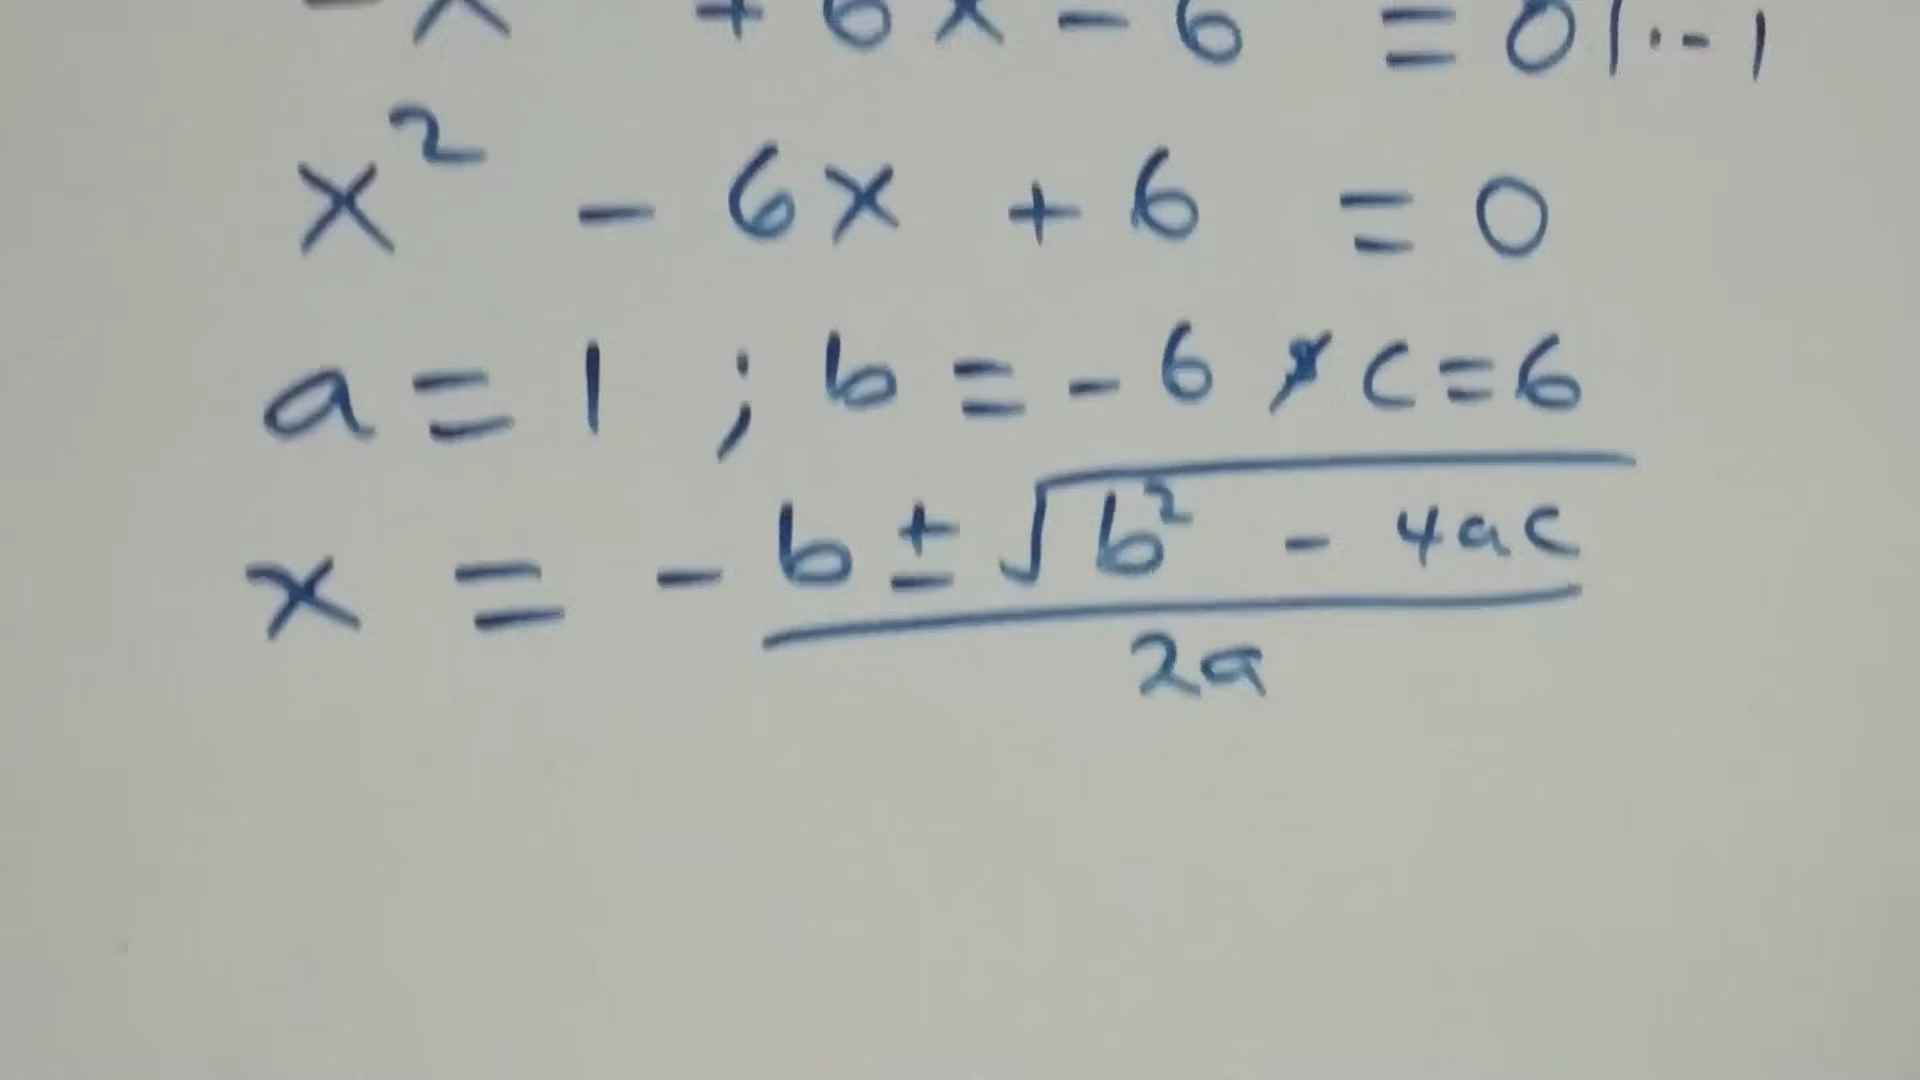 -x + 6x - 6 = 0 | ·-1
x² - 6x + 6 = 0
a = 1 ; b = -6 ; c = 6
x = -b ± √(b² - 4ac) / 2a